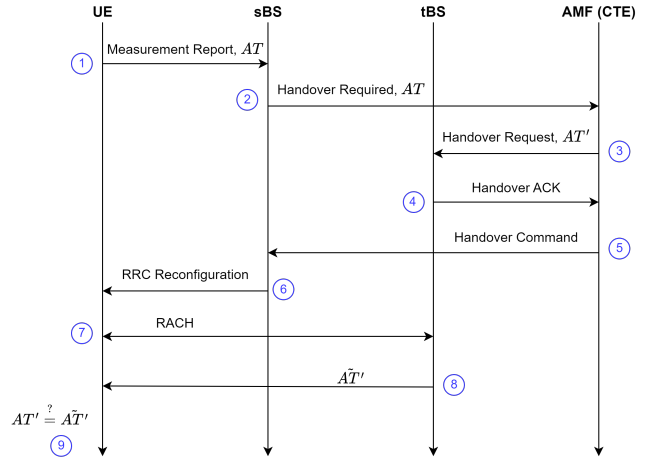 UE sBS tBS AMF (CTE)
Measurement Report, AT
1
Handover Required, AT
2
Handover Request, AT′
3
Handover ACK
4
Handover Command
5
RRC Reconfiguration
6
RACH
7
ÃT′
8
AT′ ≟ ÃT′
9